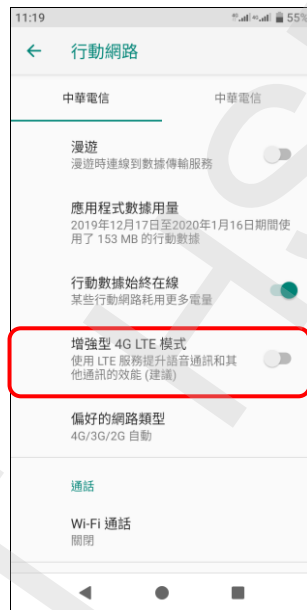 11:19
55%
行動網路
中華電信
中華電信
漫遊
漫遊時連線到數據傳輸服務
應用程式數據用量
2019年12月17日至2020年1月16日期間使
用了 153 MB 的行動數據
行動數據始終在線
某些行動網路耗用更多電量
增強型 4G LTE 模式
使用 LTE 服務提升語音通訊和其
他通訊的效能 (建議)
偏好的網路類型
4G/3G/2G 自動
通話
Wi-Fi 通話
關閉